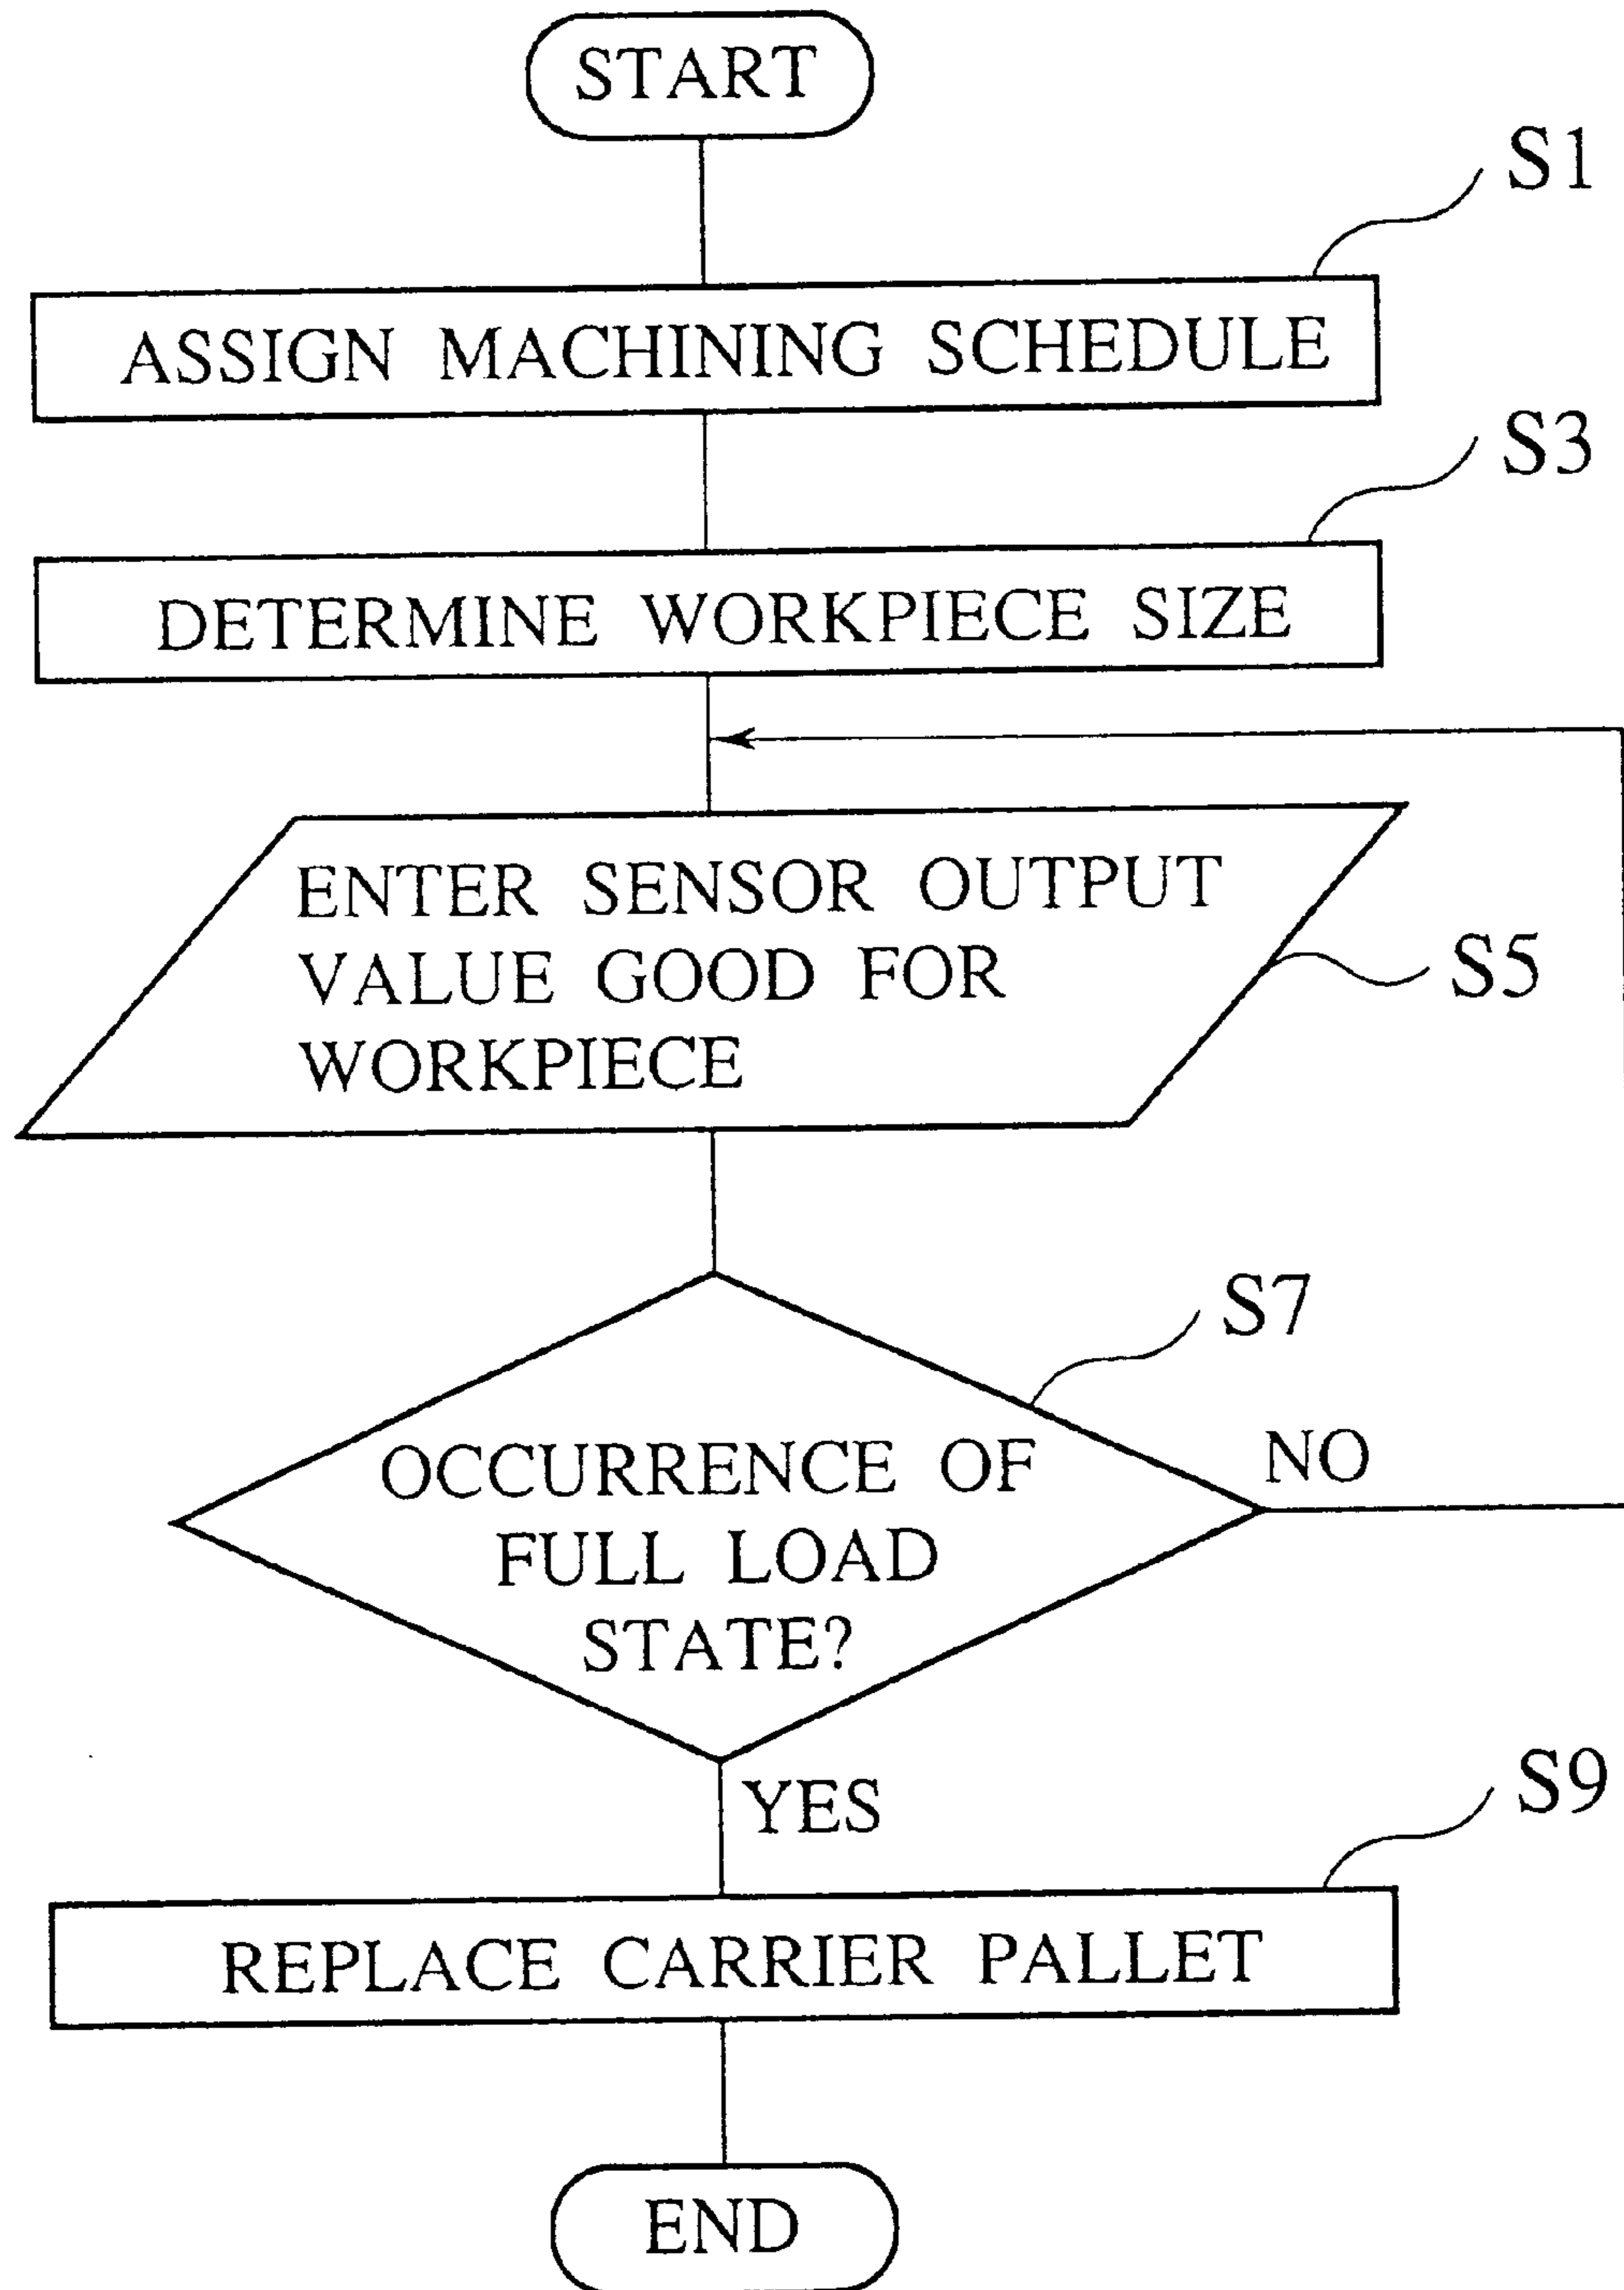 START
S1
ASSIGN MACHINING SCHEDULE
S3
DETERMINE WORKPIECE SIZE
ENTER SENSOR OUTPUT
VALUE GOOD FOR
WORKPIECE
S5
S7
OCCURRENCE OF
FULL LOAD
STATE?
NO
YES
S9
REPLACE CARRIER PALLET
END